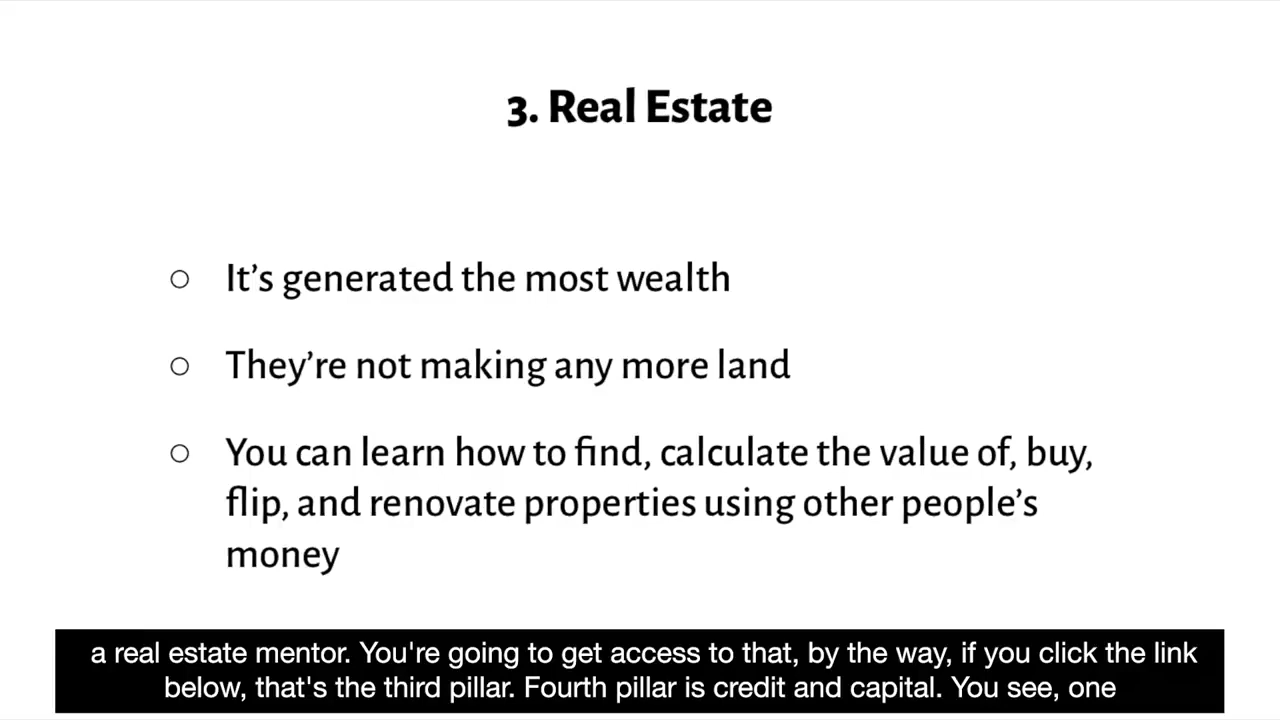 3. Real Estate
○ It's generated the most wealth
○ They're not making any more land
○ You can learn how to find, calculate the value of, buy,
flip, and renovate properties using other people's
money
a real estate mentor. You're going to get access to that, by the way, if you click the link
below, that's the third pillar. Fourth pillar is credit and capital. You see, one